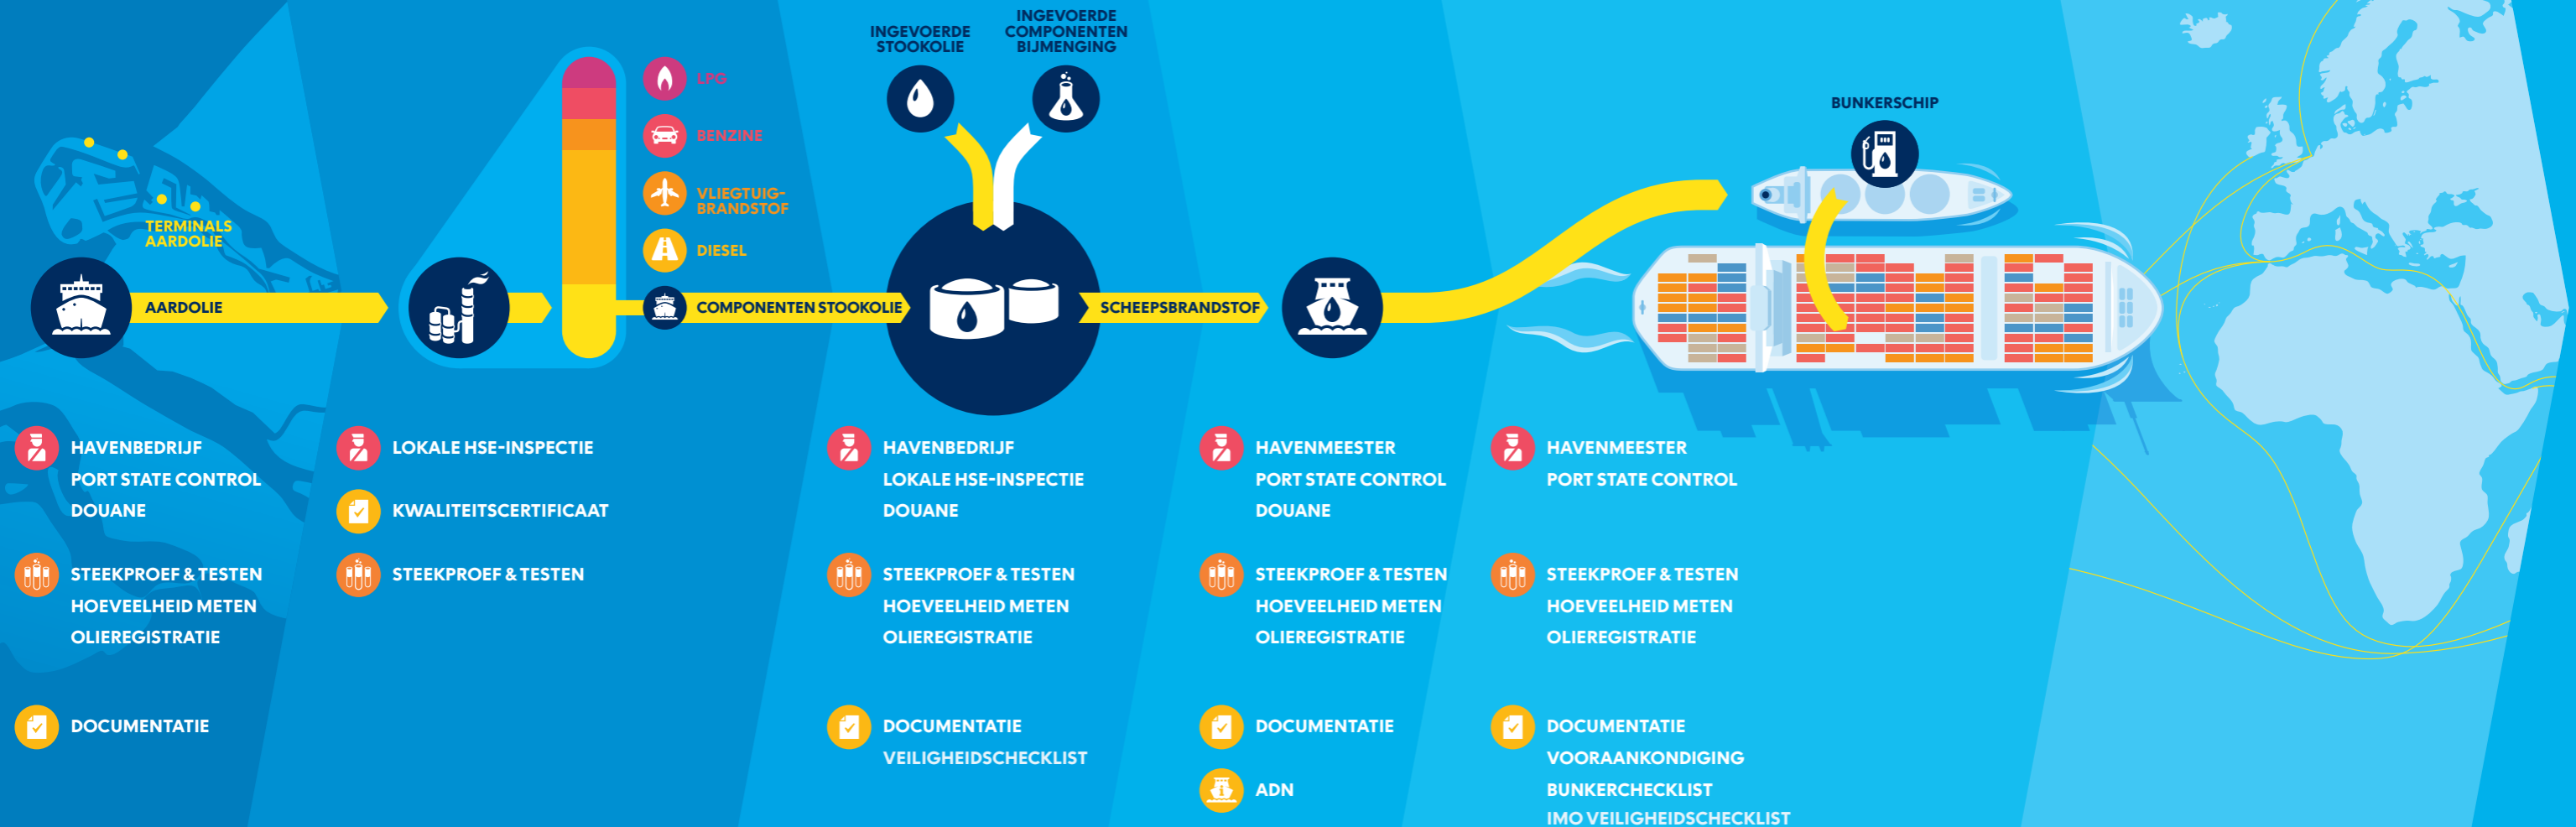 INGEVOERDE
STOOKOLIE
INGEVOERDE
COMPONENTEN
BIJMENGING
LPG
BENZINE
VLIEGTUIG-
BRANDSTOF
DIESEL
BUNKERSCHIP
TERMINALS
AARDOLIE
AARDOLIE
COMPONENTEN STOOKOLIE
SCHEEPSBRANDSTOF
HAVENBEDRIJF
PORT STATE CONTROL
DOUANE
STEEKPROEF & TESTEN
HOEVEELHEID METEN
OLIEREGISTRATIE
DOCUMENTATIE
LOKALE HSE-INSPECTIE
KWALITEITSCERTIFICAAT
STEEKPROEF & TESTEN
HAVENBEDRIJF
LOKALE HSE-INSPECTIE
DOUANE
STEEKPROEF & TESTEN
HOEVEELHEID METEN
OLIEREGISTRATIE
DOCUMENTATIE
VEILIGHEIDSCHECKLIST
HAVENMEESTER
PORT STATE CONTROL
DOUANE
STEEKPROEF & TESTEN
HOEVEELHEID METEN
OLIEREGISTRATIE
DOCUMENTATIE
ADN
HAVENMEESTER
PORT STATE CONTROL
STEEKPROEF & TESTEN
HOEVEELHEID METEN
OLIEREGISTRATIE
DOCUMENTATIE
VOORAANKONDIGING
BUNKERCHECKLIST
IMO VEILIGHEIDSCHECKLIST